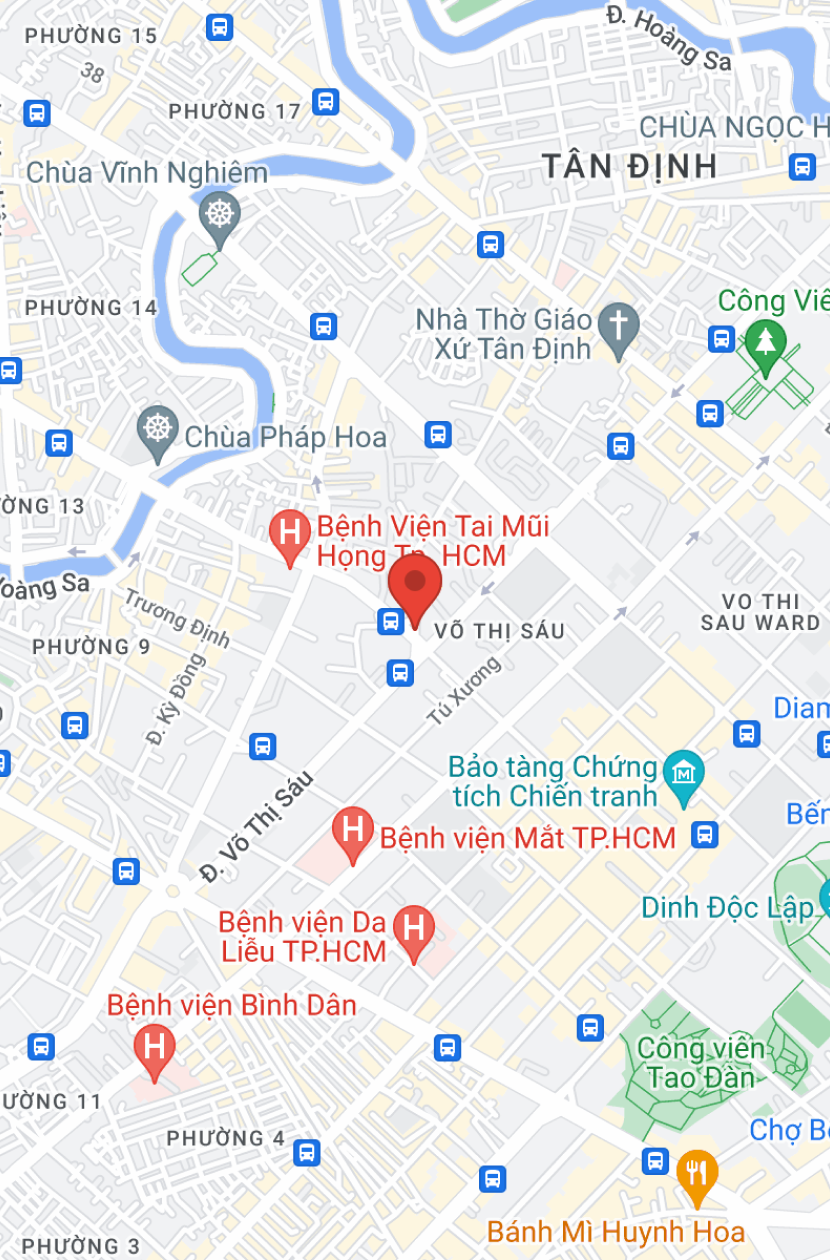 PHƯỜNG 15
Đ. Hoàng Sa
38
PHƯỜNG 17
CHÙA NGỌC H
TÂN ĐỊNH
Chùa Vĩnh Nghiêm
Công Viê
PHƯỜNG 14
Nhà Thờ Giáo
Xứ Tân Định
Chùa Pháp Hoa
ỜNG 13
Bệnh Viện Tai Mũi
Họng Tp. HCM
oàng Sa
Trương Định
VÕ THỊ SÁU
VO THI
SAU WARD
PHƯỜNG 9
Đ. Kỳ Đồng
Tú Xương
Diam
Bảo tàng Chứng
tích Chiến tranh
Đ. Võ Thị Sáu
Bến
Bệnh viện Mắt TP.HCM
Dinh Độc Lập
Bệnh viện Da
Liễu TP.HCM
Bệnh viện Bình Dân
Công viên
Tao Đàn
ƯỜNG 11
PHƯỜNG 4
Chợ Bế
Bánh Mì Huynh Hoa
PHƯỜNG 3